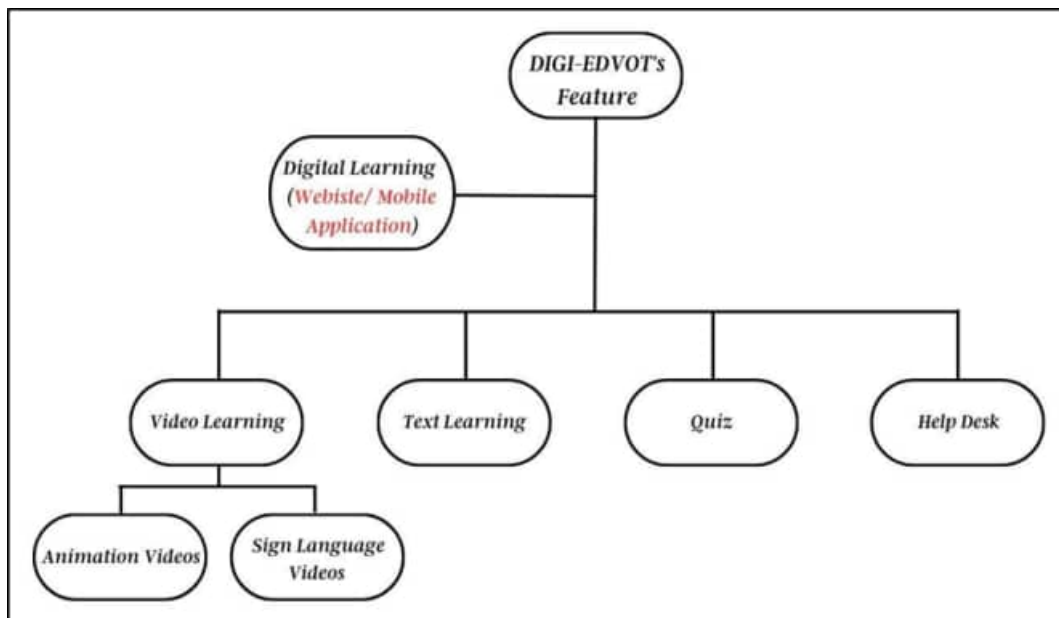 DIGI-EDVOT's
Feature
Digital Learning
(Webiste/ Mobile
Application)
Video Learning
Text Learning
Quiz
Help Desk
Animation Videos
Sign Language
Videos